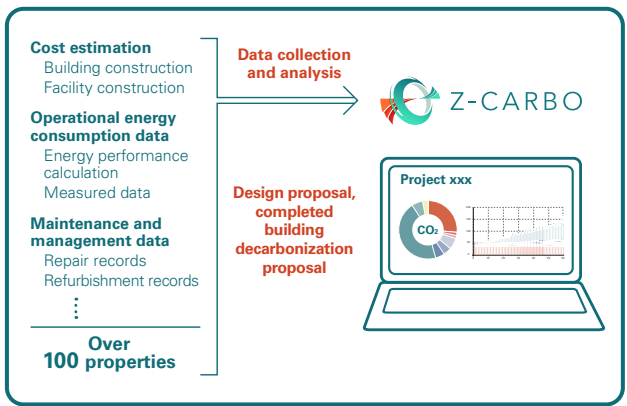 Cost estimation
Building construction
Facility construction
Operational energy
consumption data
Energy performance
calculation
Measured data
Maintenance and
management data
Repair records
Refurbishment records
Over
100 properties
Data collection
and analysis
Z-CARBO
Design proposal,
completed
building
decarbonization
proposal
Project xxx
CO₂